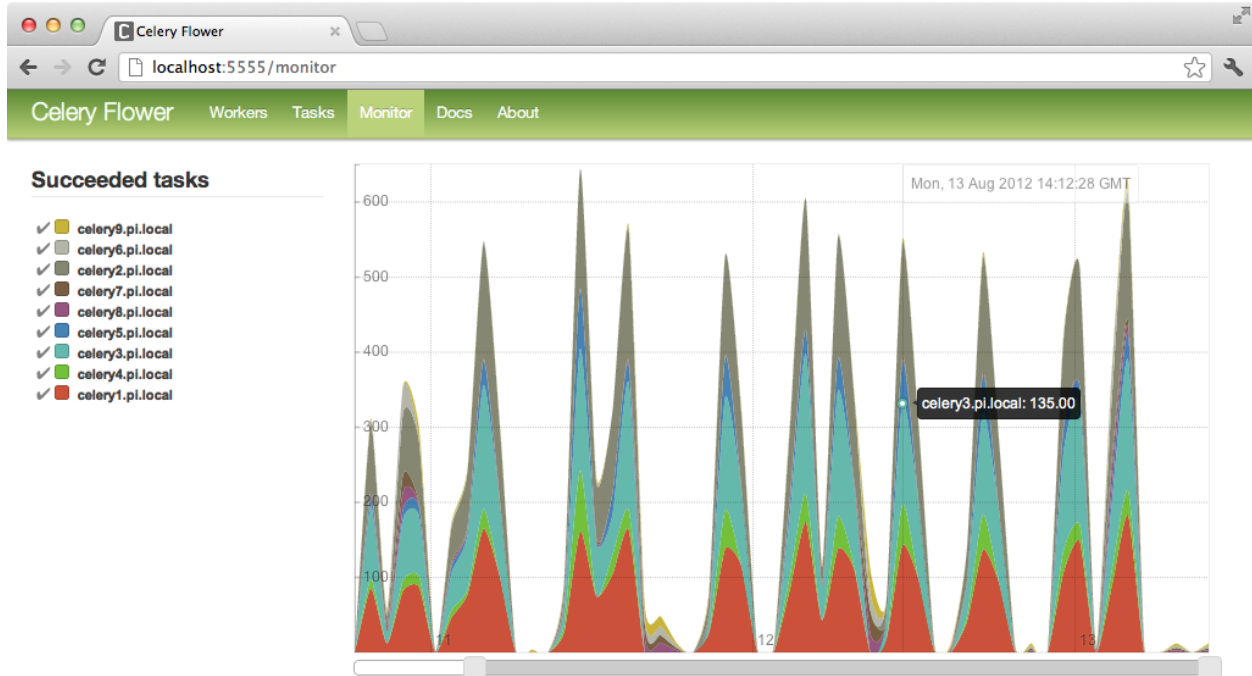 Celery Flower
localhost:5555/monitor
Celery Flower Workers Tasks Monitor Docs About
Succeeded tasks
celery9.pi.local
celery6.pi.local
celery2.pi.local
celery7.pi.local
celery8.pi.local
celery5.pi.local
celery3.pi.local
celery4.pi.local
celery1.pi.local
Mon, 13 Aug 2012 14:12:28 GMT
600
500
400
celery3.pi.local: 135.00
300
200
100
11 12 13